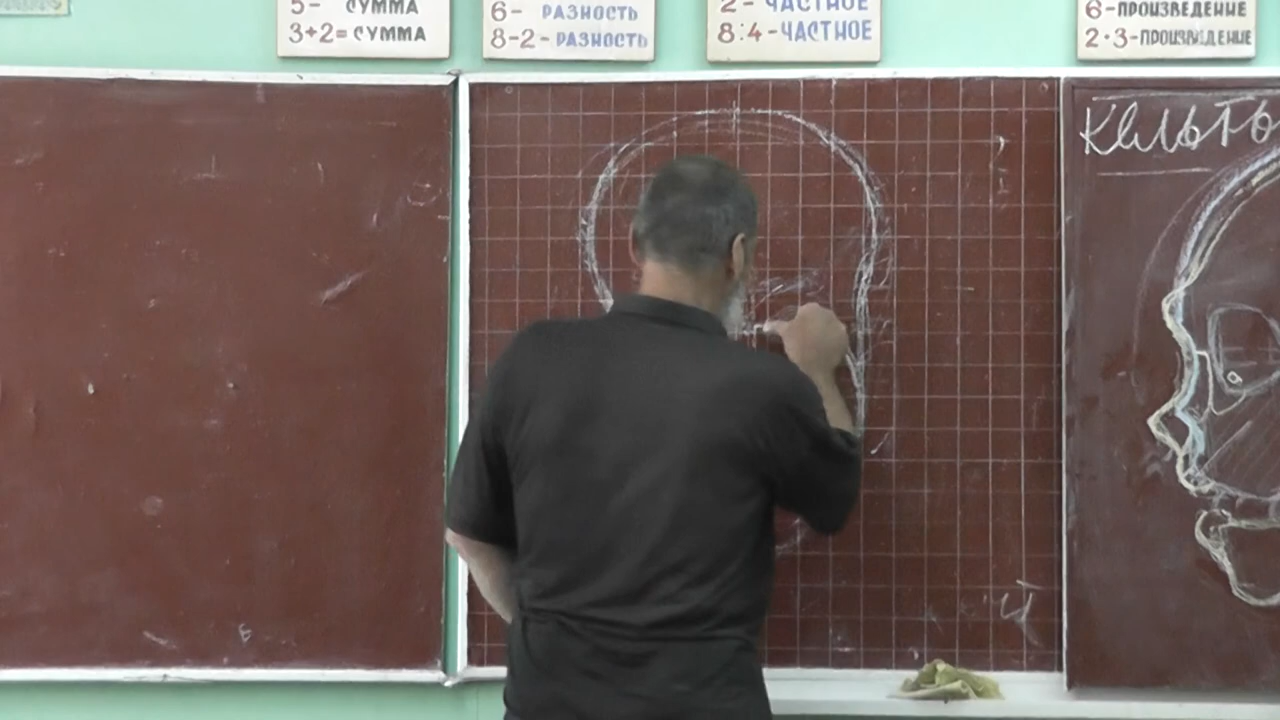 5- СУММА
3+2=СУММА
6- РАЗНОСТЬ
8-2-РАЗНОСТЬ
2- ЧАСТНОЕ
8:4-ЧАСТНОЕ
6-ПРОИЗВЕДЕНИЕ
2·3-ПРОИЗВЕДЕНИЕ
Кельты